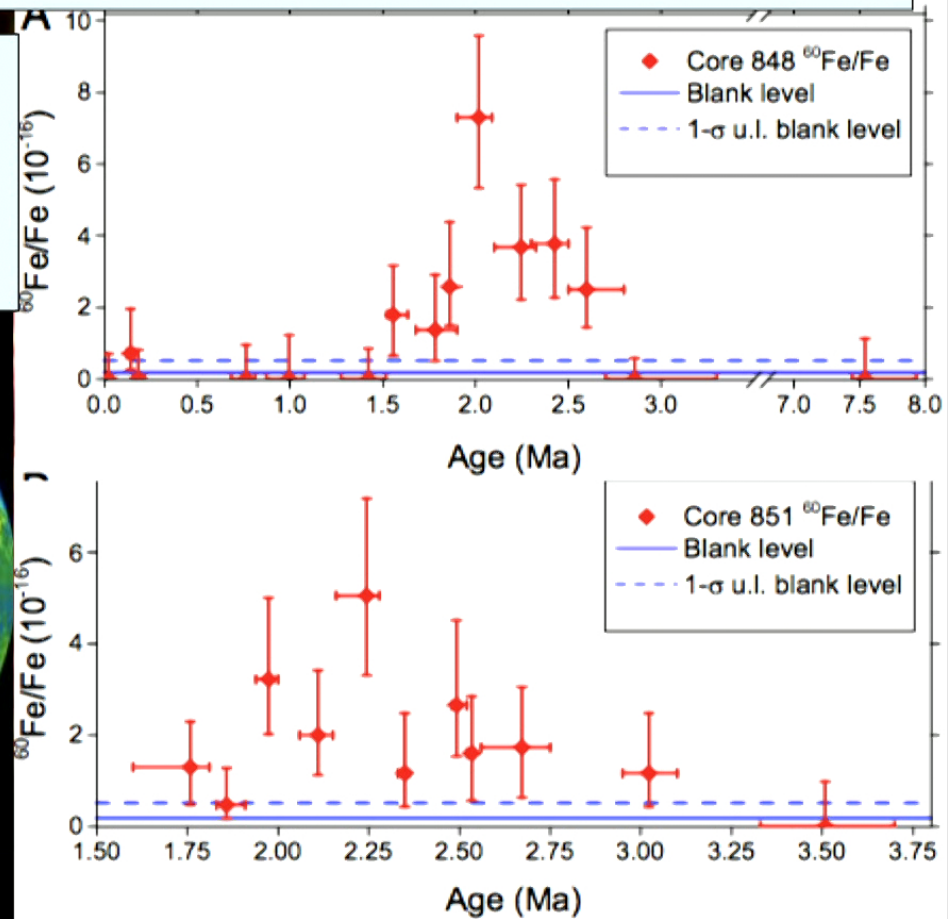 A
10
8
6
4
2
0
⁶⁰Fe/Fe (10⁻¹⁶)
Core 848 ⁶⁰Fe/Fe
Blank level
1-σ u.l. blank level
0.0 0.5 1.0 1.5 2.0 2.5 3.0 7.0 7.5 8.0
Age (Ma)
6
4
2
0
⁶⁰Fe/Fe (10⁻¹⁶)
Core 851 ⁶⁰Fe/Fe
Blank level
1-σ u.l. blank level
1.50 1.75 2.00 2.25 2.50 2.75 3.00 3.25 3.50 3.75
Age (Ma)